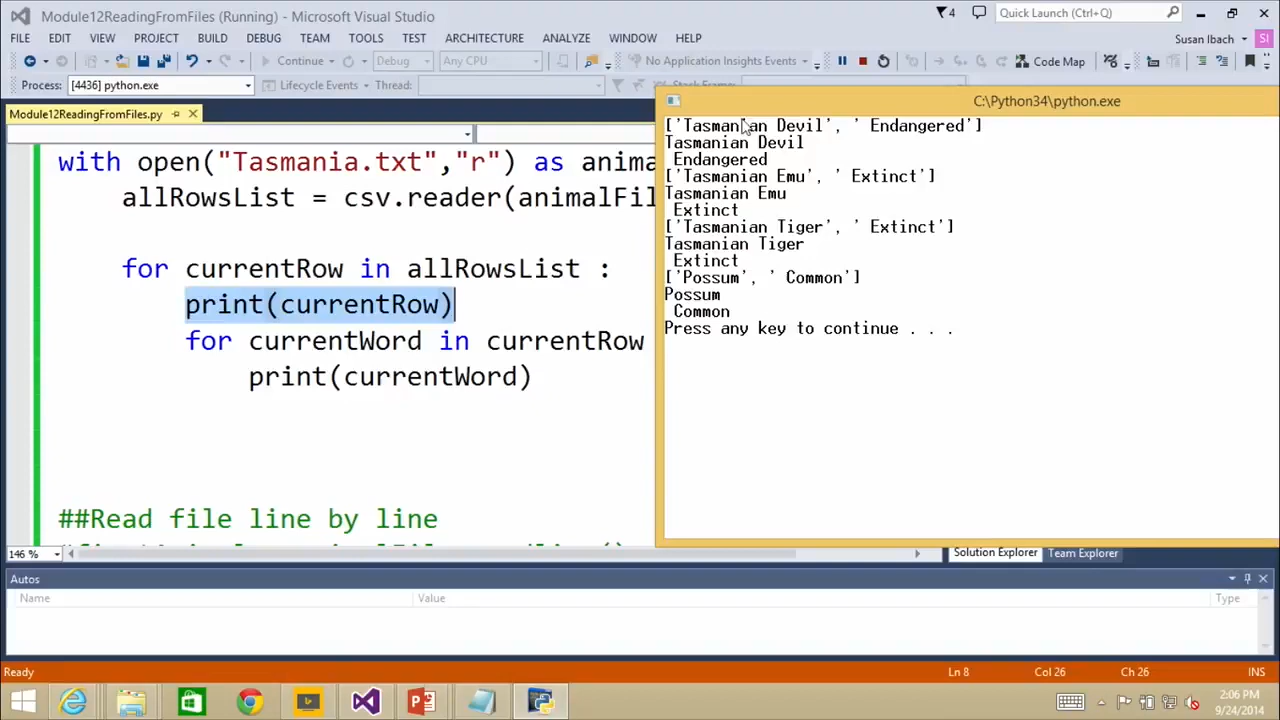 Module12ReadingFromFiles (Running) - Microsoft Visual Studio
4
Quick Launch (Ctrl+Q)
FILE EDIT VIEW PROJECT BUILD DEBUG TEAM TOOLS TEST ARCHITECTURE ANALYZE WINDOW HELP
Susan Ibach
SI
Continue
Debug
Any CPU
No Application Insights Events
Code Map
Process: [4436] python.exe
Lifecycle Events
Thread:
Module12ReadingFromFiles.py
with open("Tasmania.txt","r") as anima
allRowsList = csv.reader(animalFil
for currentRow in allRowsList :
print(currentRow)
for currentWord in currentRow
print(currentWord)
##Read file line by line
C:\Python34\python.exe
['Tasmanian Devil', ' Endangered']
Tasmanian Devil
Endangered
['Tasmanian Emu', ' Extinct']
Tasmanian Emu
Extinct
['Tasmanian Tiger', ' Extinct']
Tasmanian Tiger
Extinct
['Possum', ' Common']
Possum
Common
Press any key to continue . . .
146 %
Solution Explorer Team Explorer
Autos
Name Value Type
Ready Ln 8 Col 26 Ch 26 INS
2:06 PM
9/24/2014